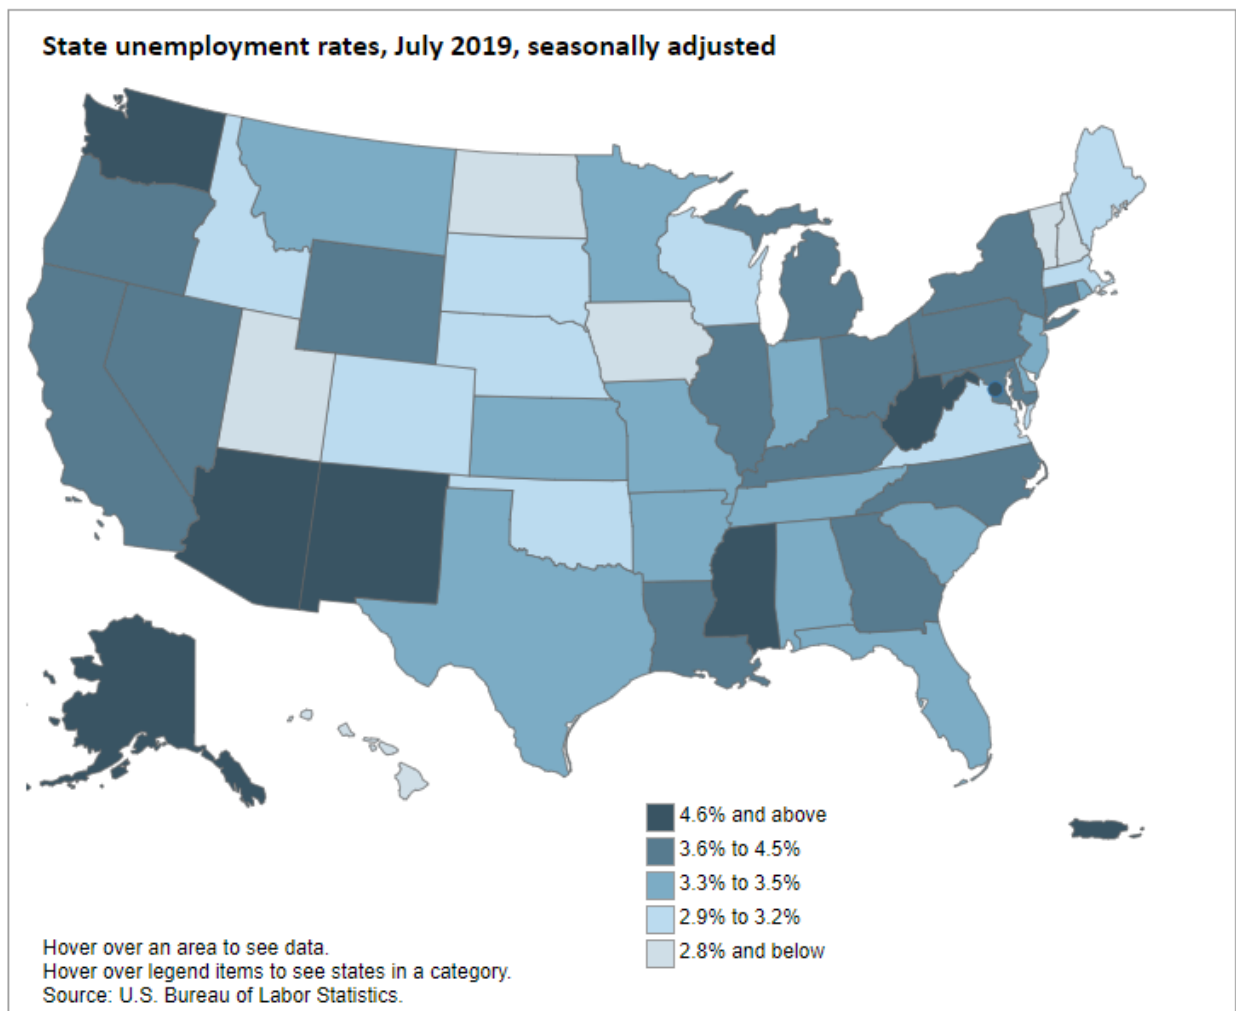 State unemployment rates, July 2019, seasonally adjusted
4.6% and above
3.6% to 4.5%
3.3% to 3.5%
2.9% to 3.2%
2.8% and below
Hover over an area to see data.
Hover over legend items to see states in a category.
Source: U.S. Bureau of Labor Statistics.